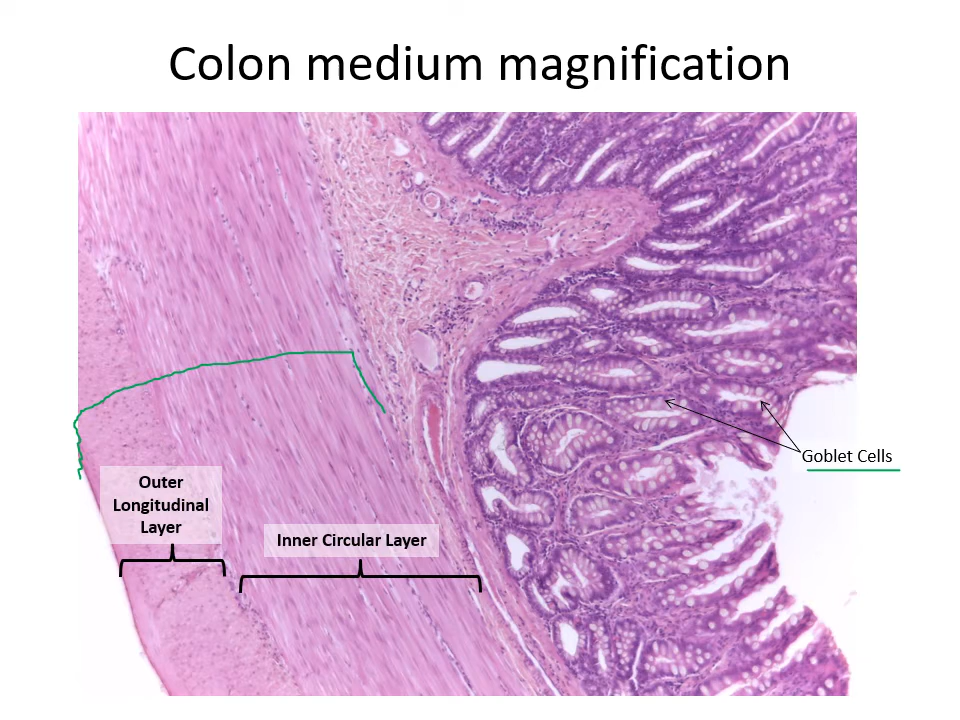 Colon medium magnification
Goblet Cells
Outer
Longitudinal
Layer
Inner Circular Layer